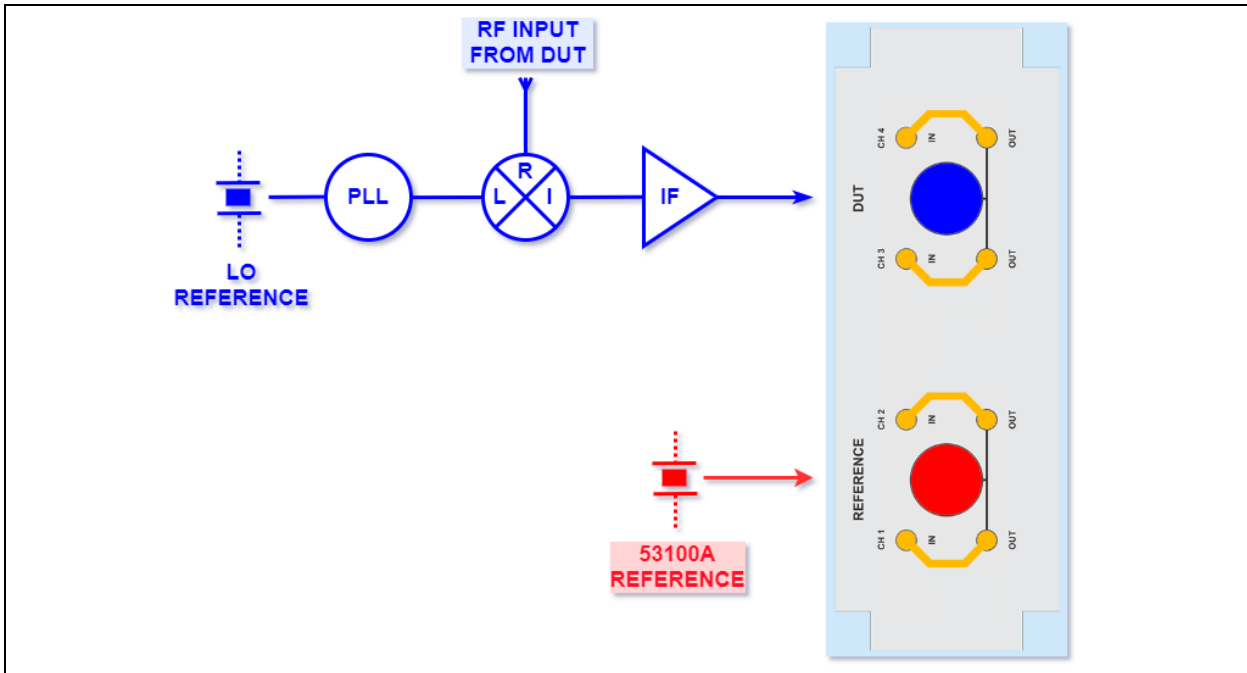 RF INPUT
FROM DUT
PLL
L
R
I
IF
LO
REFERENCE
53100A
REFERENCE
CH 4
IN
OUT
DUT
CH 3
IN
OUT
CH 2
IN
OUT
REFERENCE
CH 1
IN
OUT